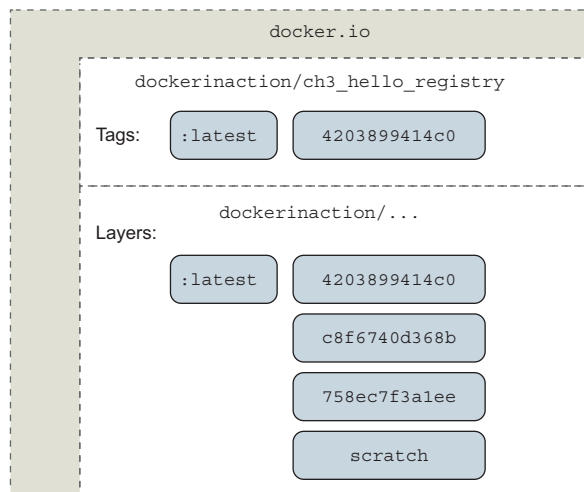 docker.io
dockerinaction/ch3_hello_registry
Tags: :latest 4203899414c0
dockerinaction/...
Layers:
:latest 4203899414c0
c8f6740d368b
758ec7f3a1ee
scratch